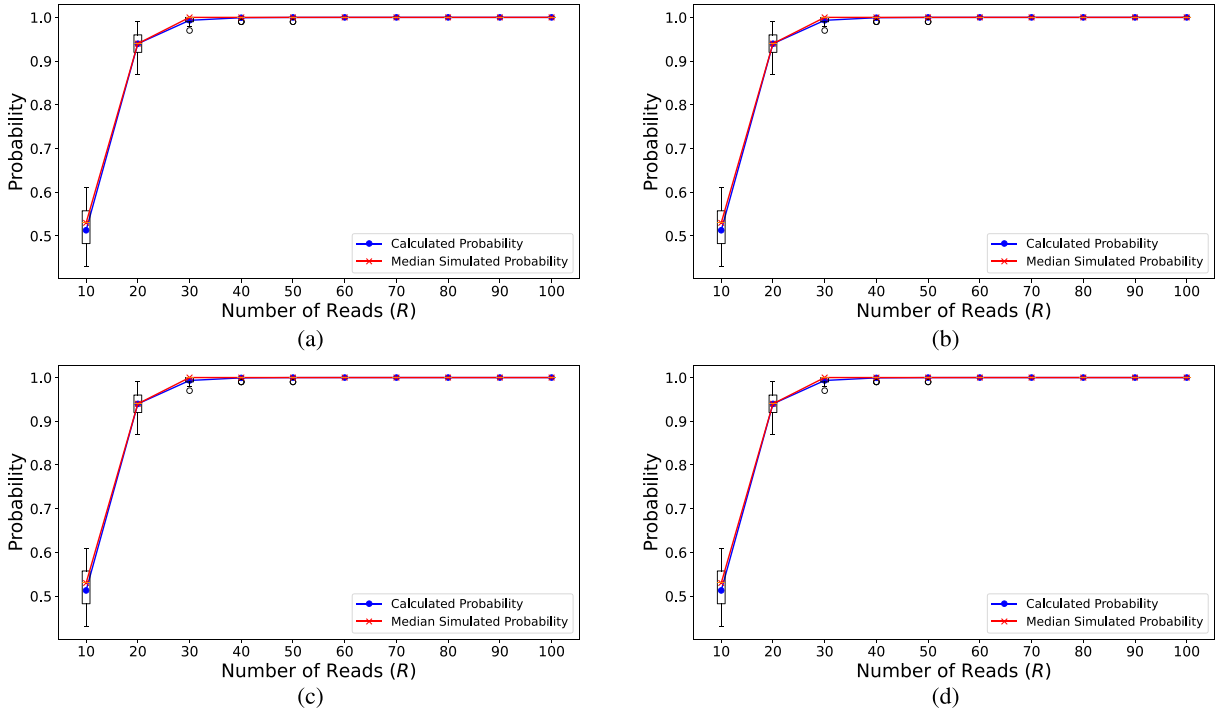 1.0
0.9
0.8
0.7
0.6
0.5
Probability
10 20 30 40 50 60 70 80 90 100
Number of Reads (R)
Calculated Probability
Median Simulated Probability
(a)
1.0
0.9
0.8
0.7
0.6
0.5
Probability
10 20 30 40 50 60 70 80 90 100
Number of Reads (R)
Calculated Probability
Median Simulated Probability
(b)
1.0
0.9
0.8
0.7
0.6
0.5
Probability
10 20 30 40 50 60 70 80 90 100
Number of Reads (R)
Calculated Probability
Median Simulated Probability
(c)
1.0
0.9
0.8
0.7
0.6
0.5
Probability
10 20 30 40 50 60 70 80 90 100
Number of Reads (R)
Calculated Probability
Median Simulated Probability
(d)